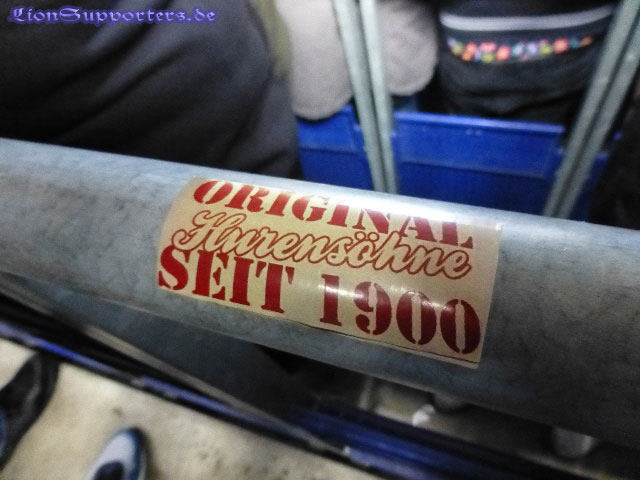 LionSupporters.de
ORIGINAL
Hurensöhne
SEIT 1900